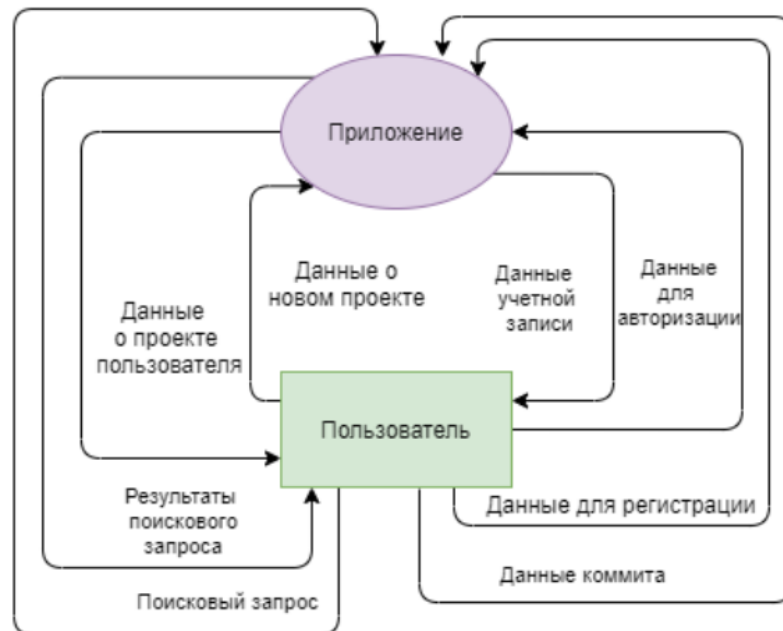 Приложение
Данные о
новом проекте
Данные
учетной
записи
Данные
для
авторизации
Данные
о проекте
пользователя
Пользователь
Результаты
поискового
запроса
Данные для регистрации
Данные коммита
Поисковый запрос